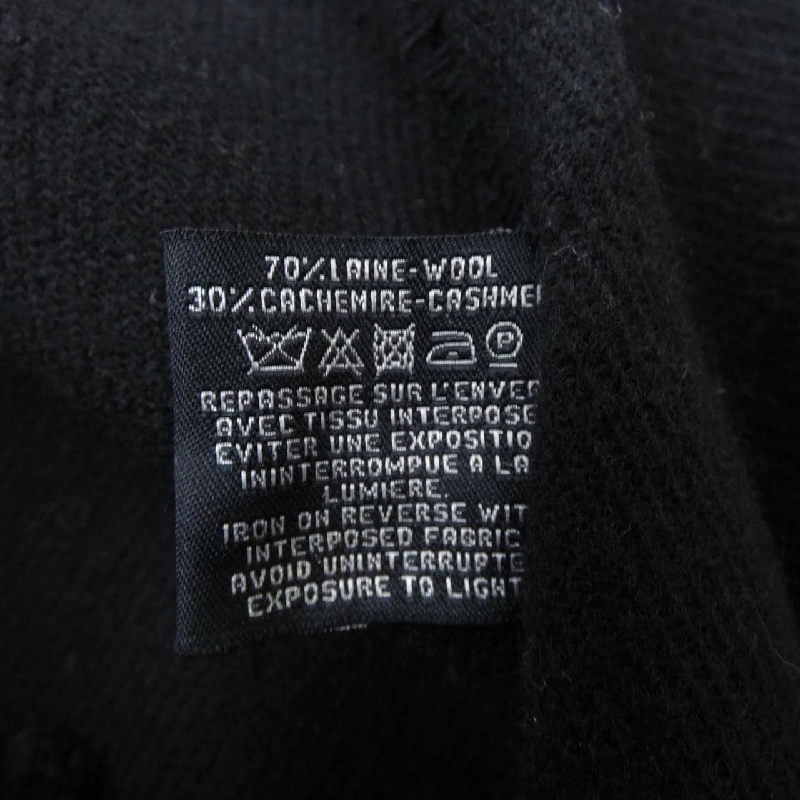 70%LAINE-WOOL
30%CACHEMIRE-CASHME
P
REPASSAGE SUR L'ENVER
AVEC TISSU INTERPOSE
EVITER UNE EXPOSITIO
ININTERROMPUE A LA
LUMIERE.
IRON ON REVERSE WIT
INTERPOSED FABRIC
AVOID UNINTERRUPTE
EXPOSURE TO LIGHT